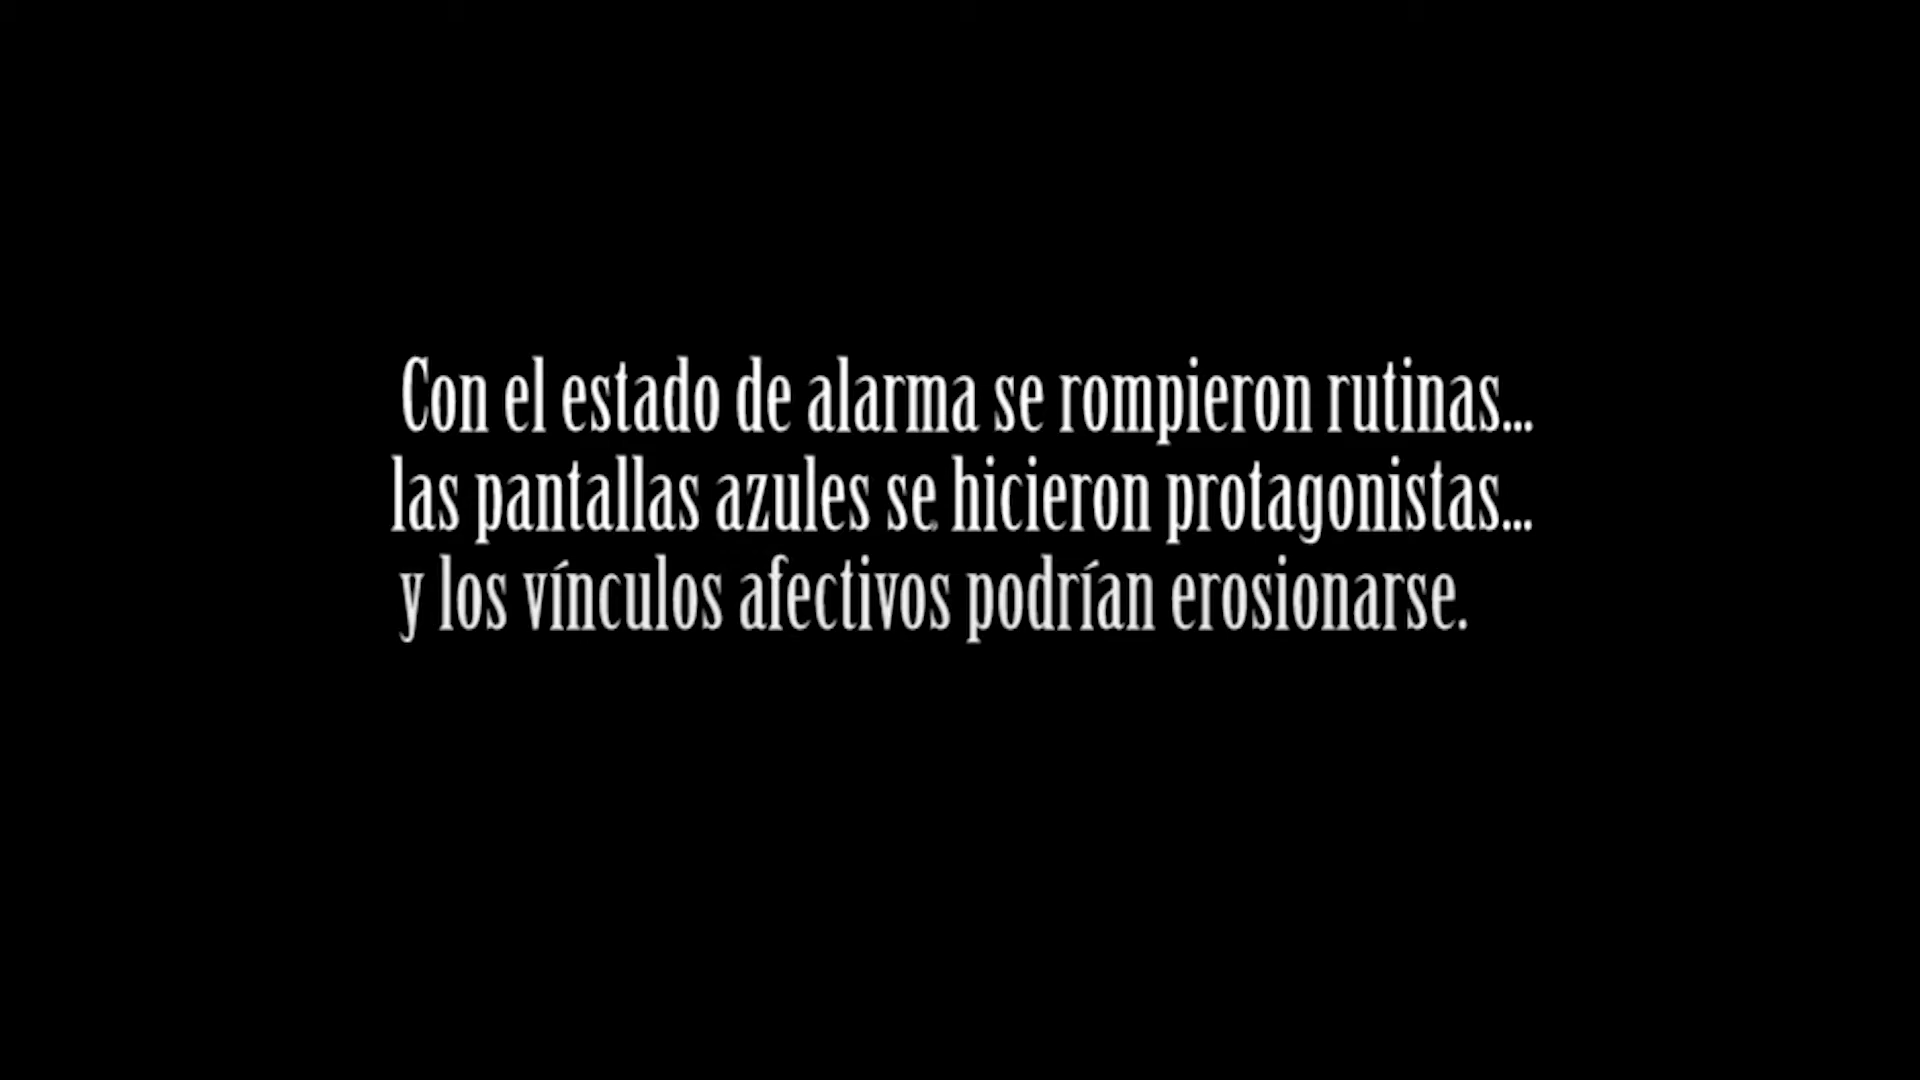 Con el estado de alarma se rompieron rutinas...
las pantallas azules se hicieron protagonistas...
y los vínculos afectivos podrían erosionarse.